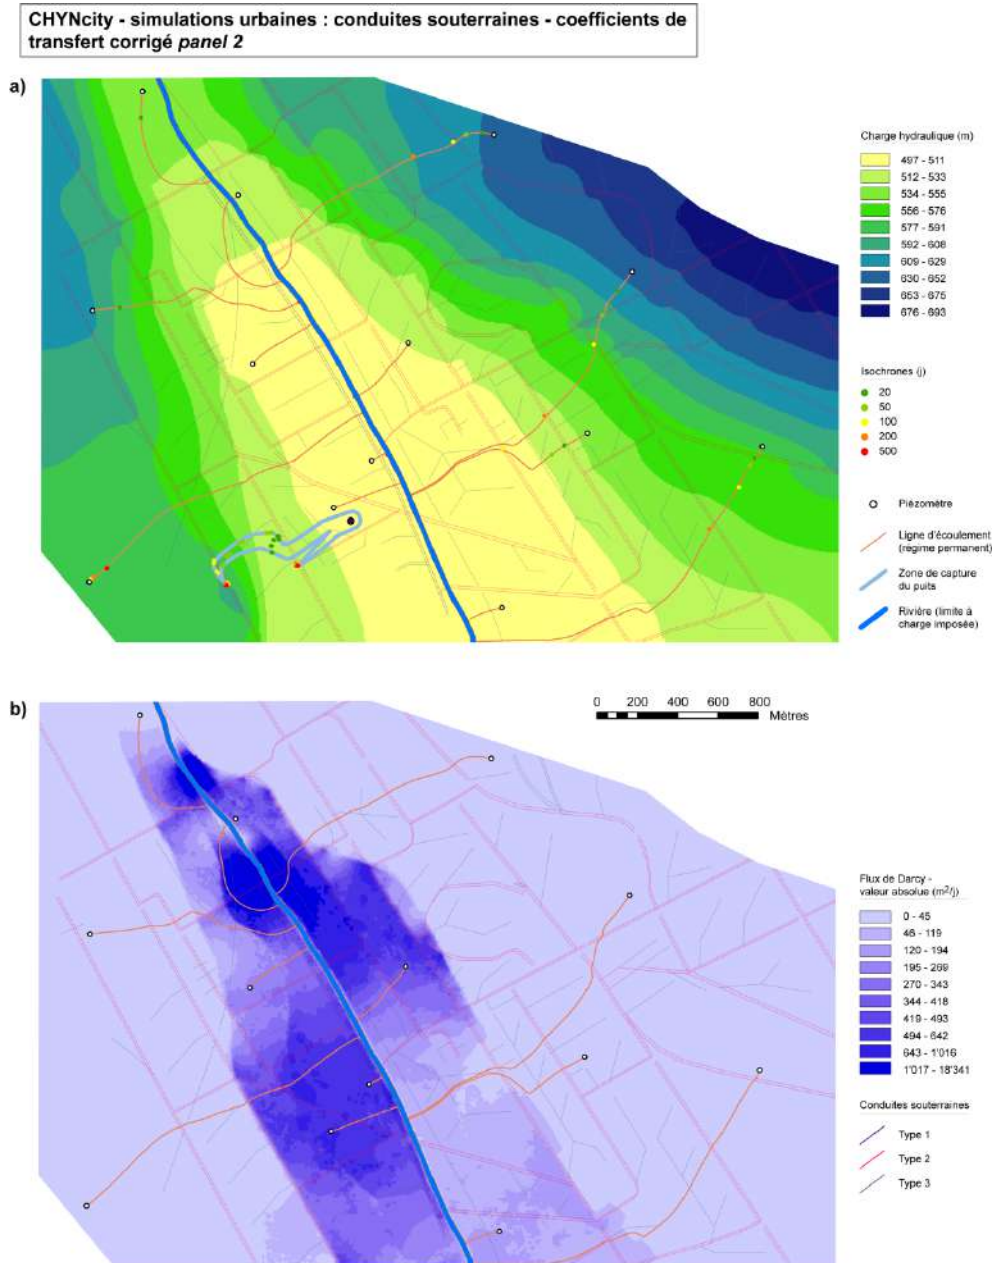 CHYNcity - simulations urbaines : conduites souterraines - coefficients de
transfert corrigé panel 2
a)
Charge hydraulique (m)
497 - 511
512 - 533
534 - 555
556 - 576
577 - 591
592 - 608
609 - 629
630 - 652
653 - 675
676 - 693
Isochrones (j)
20
50
100
200
500
Piézomètre
Ligne d'écoulement
(régime permanent)
Zone de capture
du puits
Rivière (limite à
charge imposée)
b)
0 200 400 600 800
Mètres
Flux de Darcy -
valeur absolue (m²/j)
0 - 45
46 - 119
120 - 194
195 - 269
270 - 343
344 - 418
419 - 493
494 - 642
643 - 1'016
1'017 - 18'341
Conduites souterraines
Type 1
Type 2
Type 3